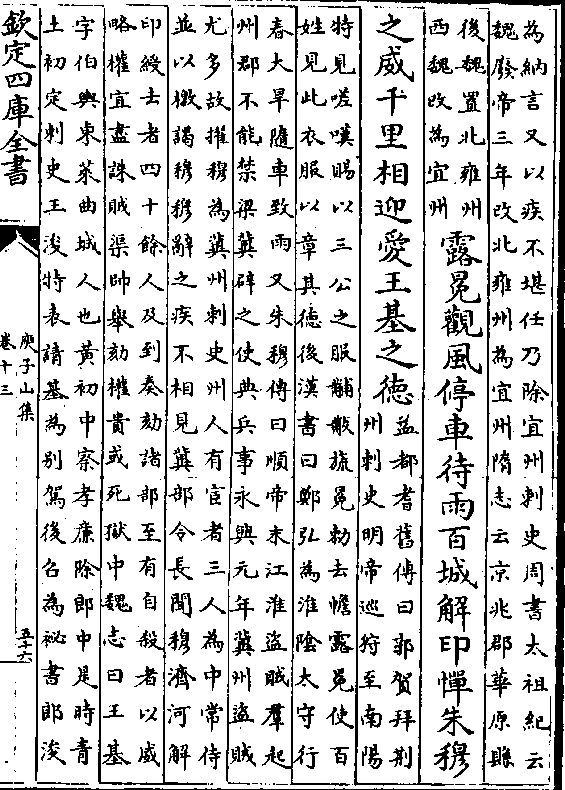 為納言又以疾不堪任乃除宜州刺史周書太祖紀云
魏廢帝三年改北雍州為宜州隋志云京兆郡華原縣
後魏置北雍州
西魏改為宜州
露冕觀風停車待雨百城解印憚朱穆
之威千里相迎愛王基之德
益都耆舊傳曰郭賀拜荆
州刺史明帝巡狩至南陽
特見嗟嘆賜以三公之服黼黻旒冕勑去幨露冕使百
姓見此衣服以章其德後漢書曰鄭弘為淮陰太守行
春大旱隨車致雨又朱穆傳曰順帝末江淮盜賊羣起
州郡不能禁梁冀辟之使典兵事永興元年冀州盜賊
尤多故擢穆為冀州刺史州人有宦者三人為中常侍
並以檄謁穆穆辭之疾不相見冀部令長聞穆濟河解
印綬去者四十餘人及到奏劾諸部至有自殺者以威
略權宜盡誅賊渠帥舉劾權貴或死獄中魏志曰王基
字伯輿東萊曲城人也黃初中察孝廉除郎中是時青
土初定刺史王浚特表請基為別駕後召為祕書郎浚
欽定四庫全書
庾子山集
卷十三
五十六